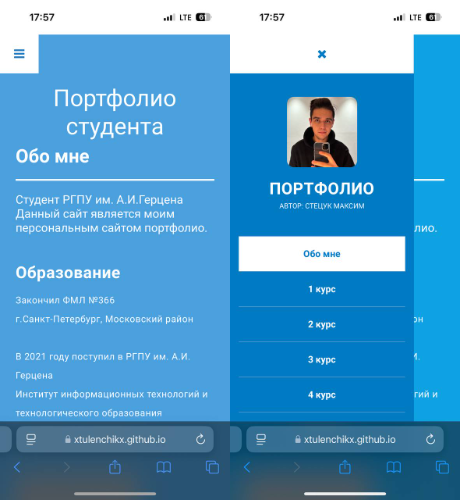 17:57
LTE
61
Портфолио
студента
Обо мне
Студент РГПУ им. А.И.Герцена
Данный сайт является моим
персональным сайтом портфолио.
Образование
Закончил ФМЛ №366
г.Санкт-Петербург, Московский район
В 2021 году поступил в РГПУ им. А.И.
Герцена
Институт информационных технологий и
технологического образования
xtulenchikx.github.io
17:57
LTE
61
ПОРТФОЛИО
АВТОР: СТЕЦУК МАКСИМ
Обо мне
лио.
1 курс
2 курс
он
3 курс
И.
4 курс
гий и
xtulenchikx.github.io